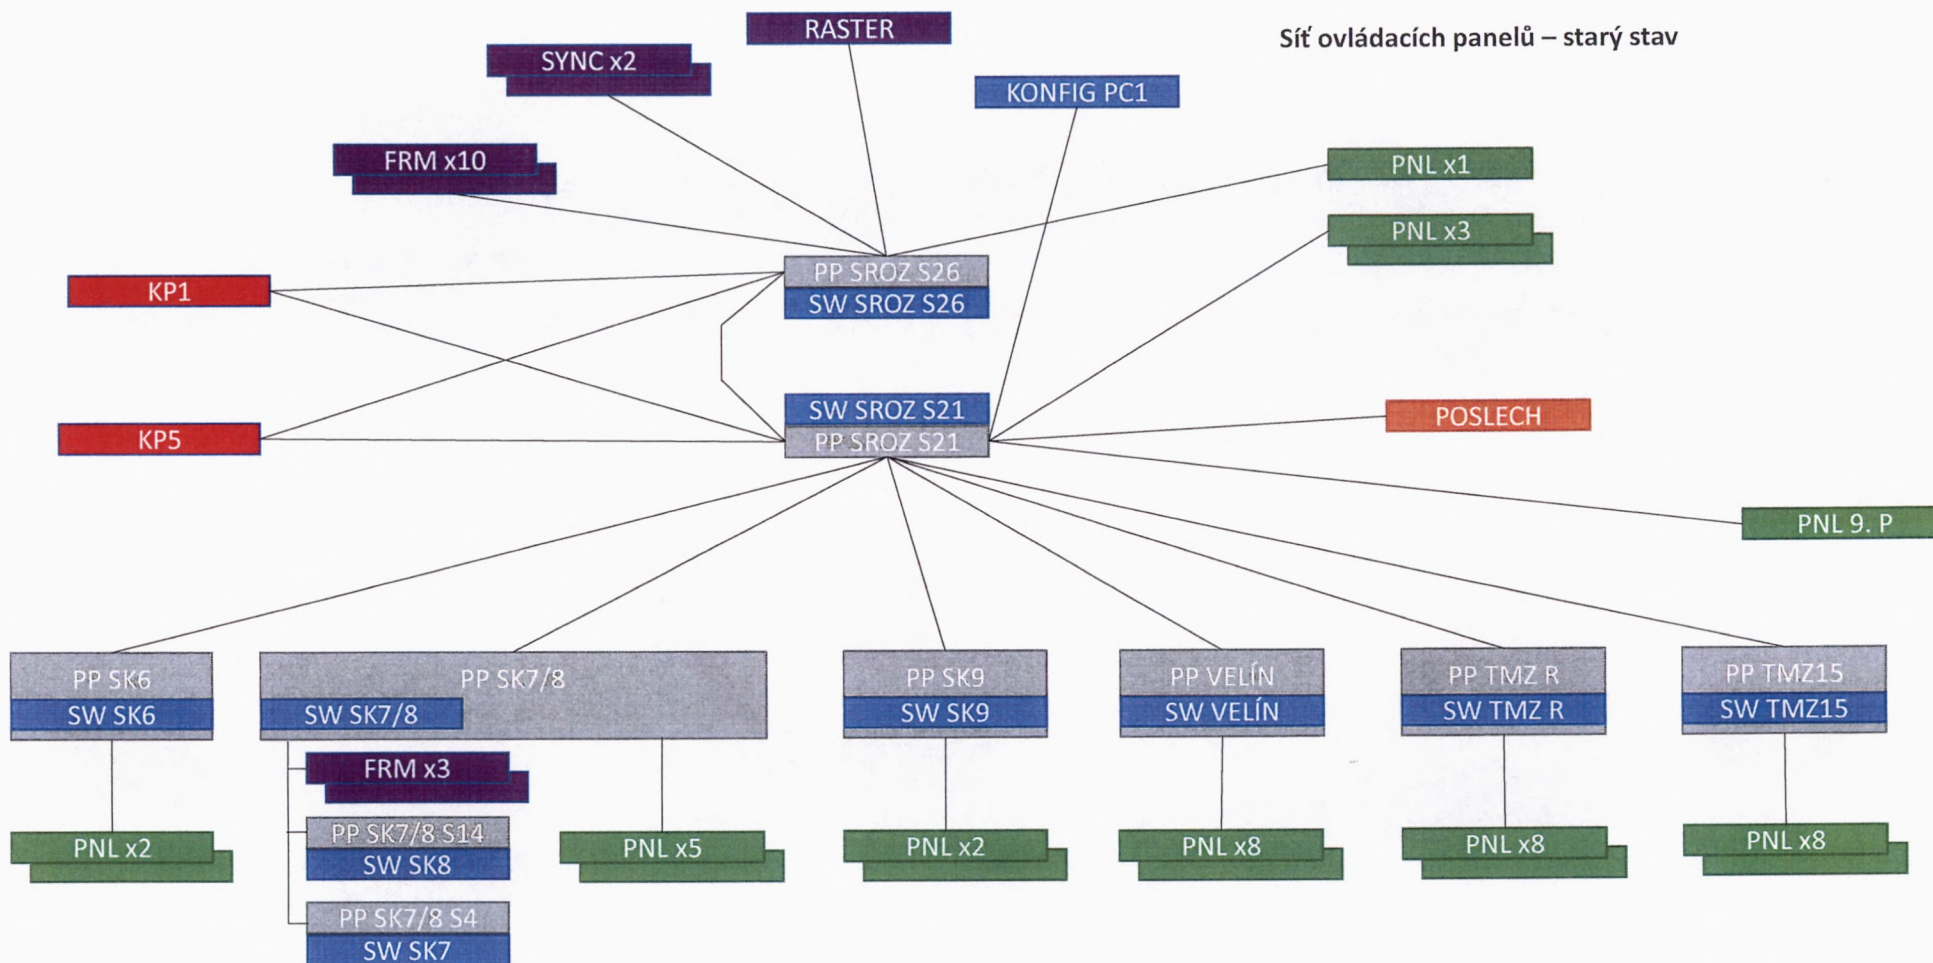 RASTER
Síť ovládacích panelů – starý stav
SYNC x2
KONFIG PC1
FRM x10
PNL x1
PNL x3
PP SROZ S26
SW SROZ S26
KP1
SW SROZ S21
PP SROZ S21
POSLECH
KP5
PNL 9. P
PP SK6
SW SK6
PP SK7/8
SW SK7/8
PP SK9
SW SK9
PP VELÍN
SW VELÍN
PP TMZ R
SW TMZ R
PP TMZ15
SW TMZ15
FRM x3
PP SK7/8 S14
SW SK8
PP SK7/8 S4
SW SK7
PNL x2
PNL x5
PNL x2
PNL x8
PNL x8
PNL x8